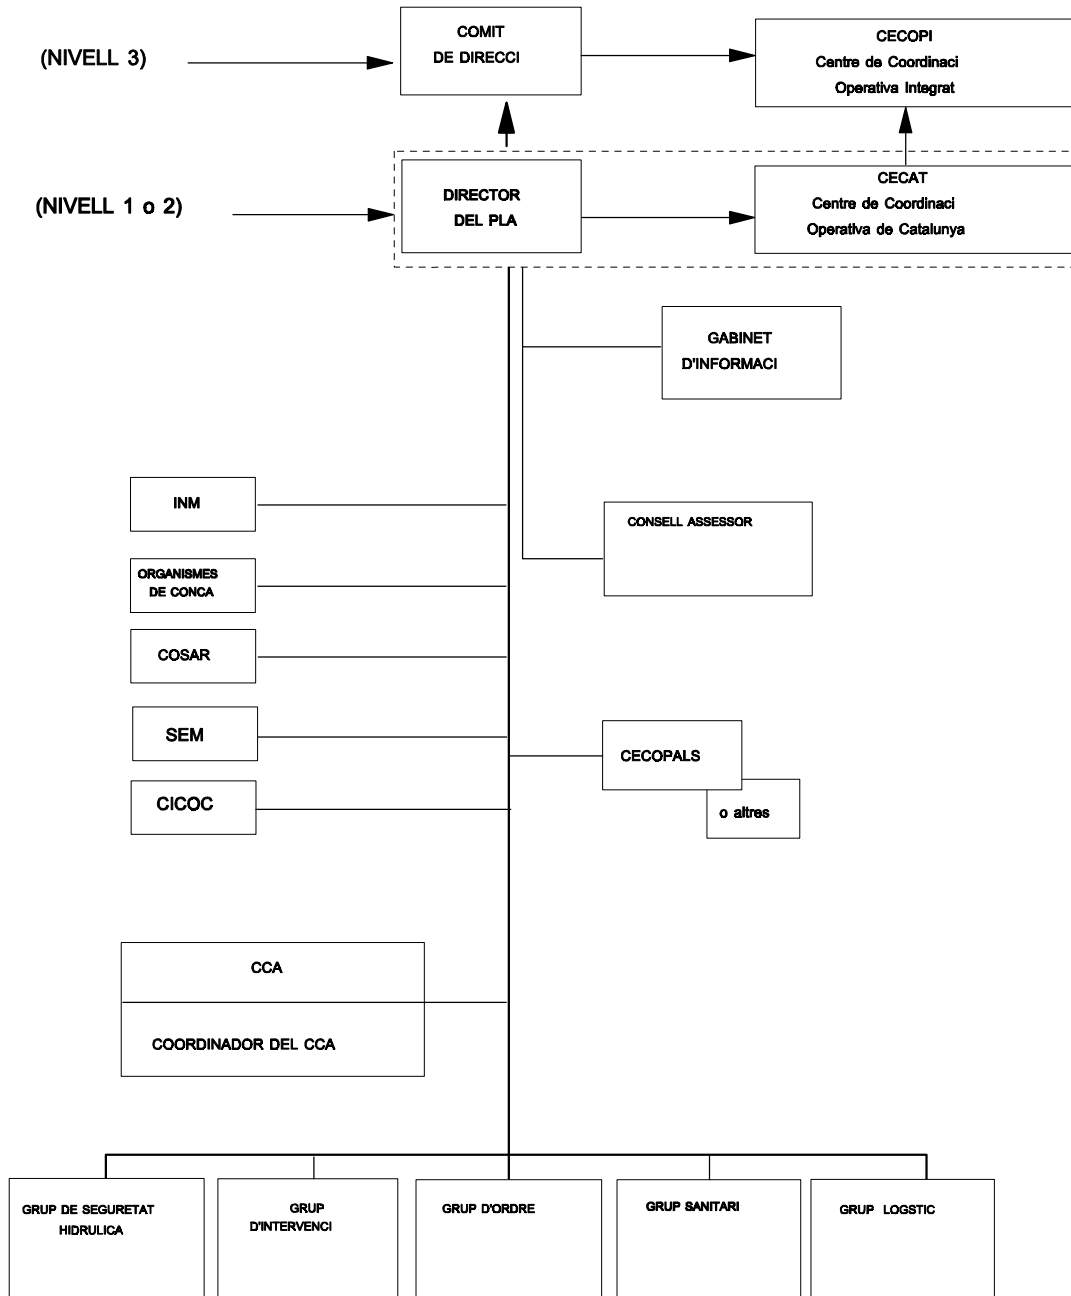 (NIVELL 3)
COMIT
DE DIRECCI
CECOPI
Centre de Coordinaci
Operativa Integrat
(NIVELL 1 o 2)
DIRECTOR
DEL PLA
CECAT
Centre de Coordinaci
Operativa de Catalunya
GABINET
D'INFORMACI
INM
CONSELL ASSESSOR
ORGANISMES
DE CONCA
COSAR
SEM
CECOPALS
o altres
CICOC
CCA
COORDINADOR DEL CCA
GRUP DE SEGURETAT
HIDRULICA
GRUP
D'INTERVENCI
GRUP D'ORDRE
GRUP SANITARI
GRUP LOGSTIC